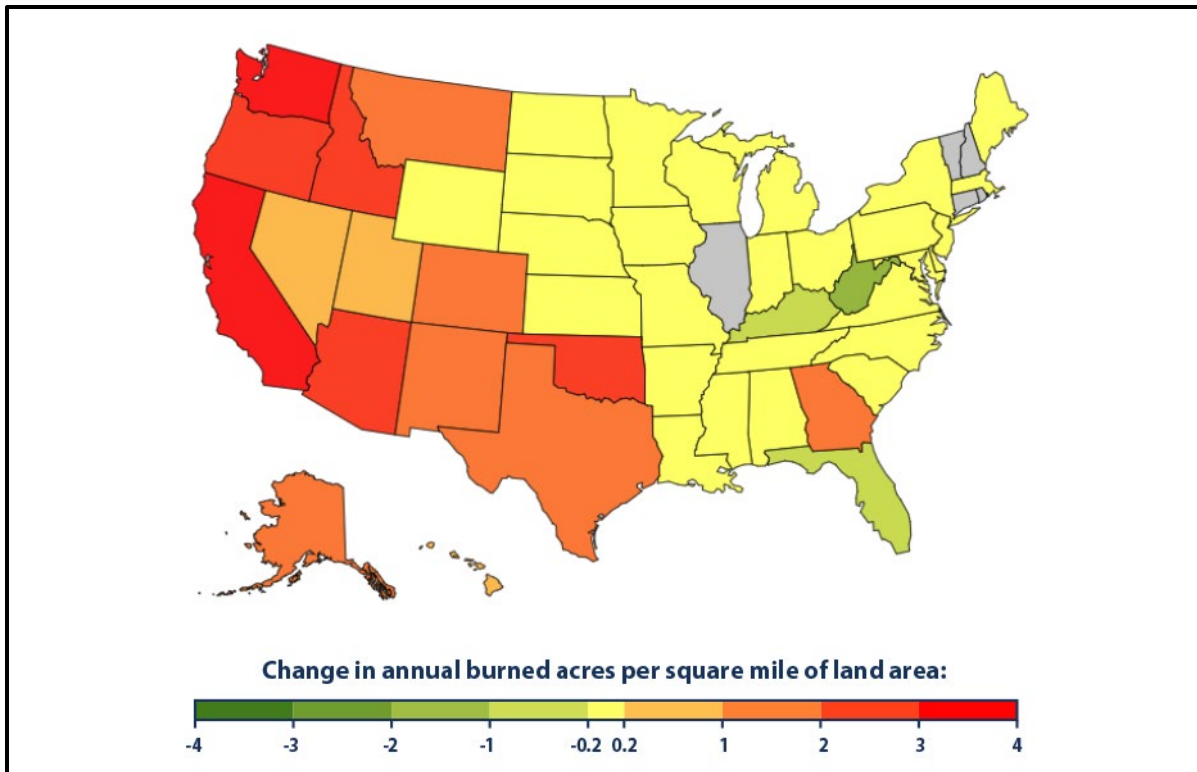 Change in annual burned acres per square mile of land area:
-4 -3 -2 -1 -0.2 0.2 1 2 3 4